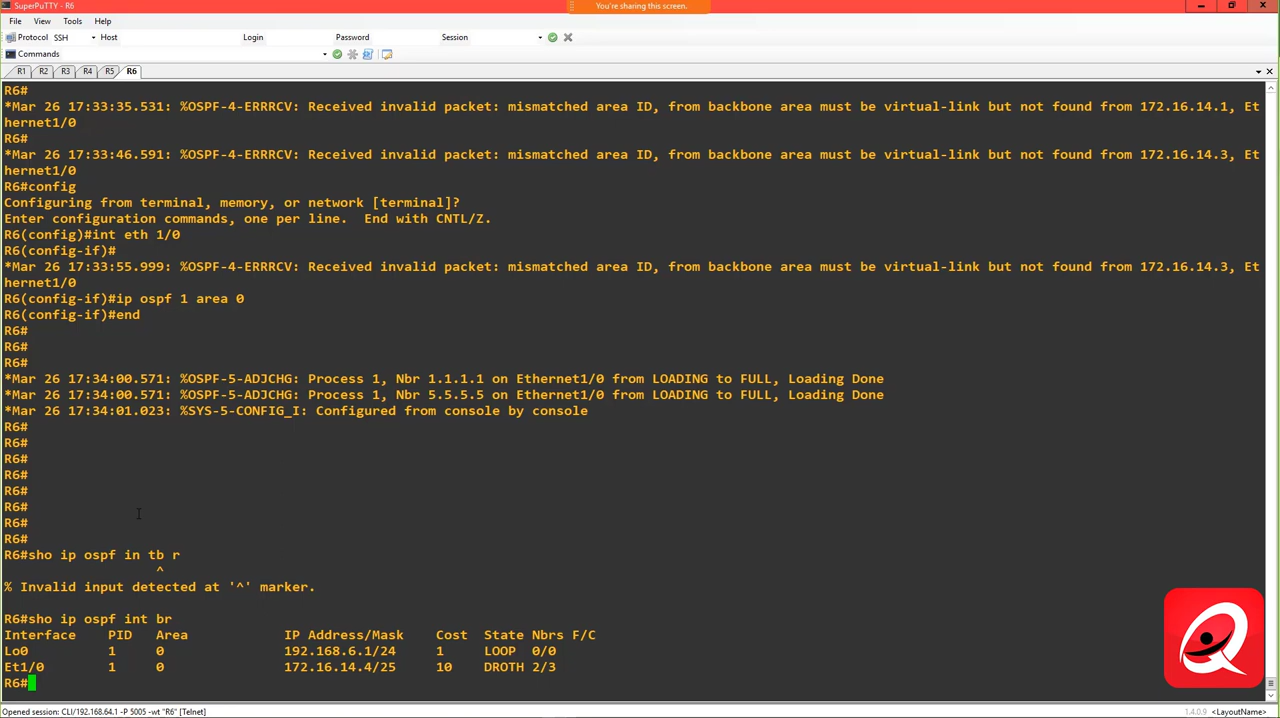 SuperPuTTY - R6
You're sharing this screen.
File View Tools Help
Protocol SSH Host Login Password Session
Commands
R1 R2 R3 R4 R5 R6
R6#
*Mar 26 17:33:35.531: %OSPF-4-ERRRCV: Received invalid packet: mismatched area ID, from backbone area must be virtual-link but not found from 172.16.14.1, Et
hernet1/0
R6#
*Mar 26 17:33:46.591: %OSPF-4-ERRRCV: Received invalid packet: mismatched area ID, from backbone area must be virtual-link but not found from 172.16.14.3, Et
hernet1/0
R6#config
Configuring from terminal, memory, or network [terminal]?
Enter configuration commands, one per line.  End with CNTL/Z.
R6(config)#int eth 1/0
R6(config-if)#
*Mar 26 17:33:55.999: %OSPF-4-ERRRCV: Received invalid packet: mismatched area ID, from backbone area must be virtual-link but not found from 172.16.14.3, Et
hernet1/0
R6(config-if)#ip ospf 1 area 0
R6(config-if)#end
R6#
R6#
R6#
*Mar 26 17:34:00.571: %OSPF-5-ADJCHG: Process 1, Nbr 1.1.1.1 on Ethernet1/0 from LOADING to FULL, Loading Done
*Mar 26 17:34:00.571: %OSPF-5-ADJCHG: Process 1, Nbr 5.5.5.5 on Ethernet1/0 from LOADING to FULL, Loading Done
*Mar 26 17:34:01.023: %SYS-5-CONFIG_I: Configured from console by console
R6#
R6#
R6#
R6#
R6#
R6#
R6#
R6#
R6#sho ip ospf in tb r
^
% Invalid input detected at '^' marker.
R6#sho ip ospf int br
Interface    PID   Area            IP Address/Mask    Cost  State Nbrs F/C
Lo0          1     0               192.168.6.1/24     1     LOOP  0/0
Et1/0        1     0               172.16.14.4/25     10    DROTH 2/3
R6#
Opened session: CLI/192.168.64.1 -P 5005 -wt "R6" [Telnet]
1.4.0.9 <LayoutName>